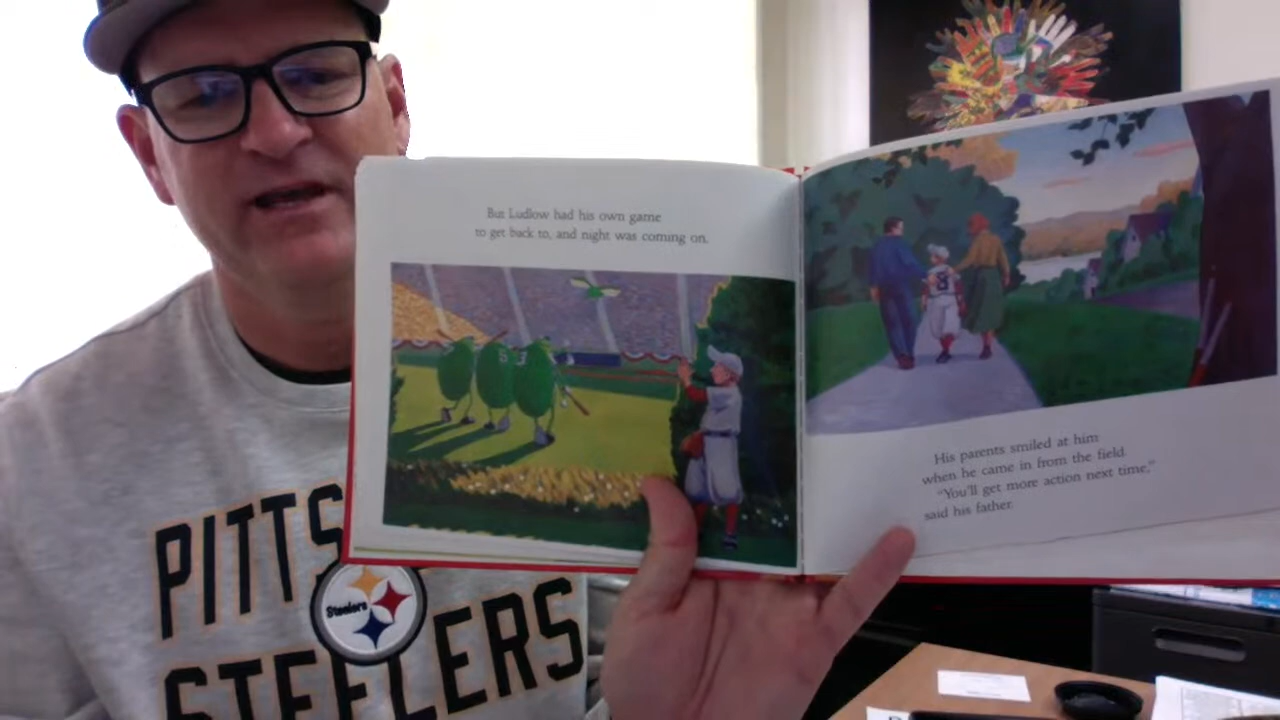 But Ludlow had his own game
to get back to, and night was coming on.
His parents smiled at him
when he came in from the field.
"You'll get more action next time,"
said his father.
PITTS
Steelers
STEELERS